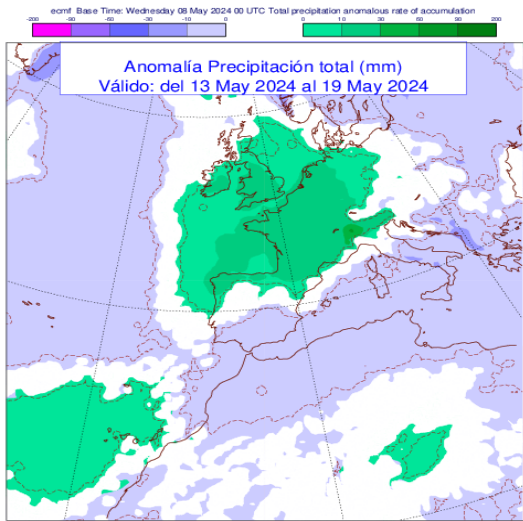 ecmf Base Time: Wednesday 08 May 2024 00 UTC Total precipitation anomalous rate of accumulation
-200 -90 -60 -30 -10 0 0 10 30 60 90 200
Anomalía Precipitación total (mm)
Válido: del 13 May 2024 al 19 May 2024